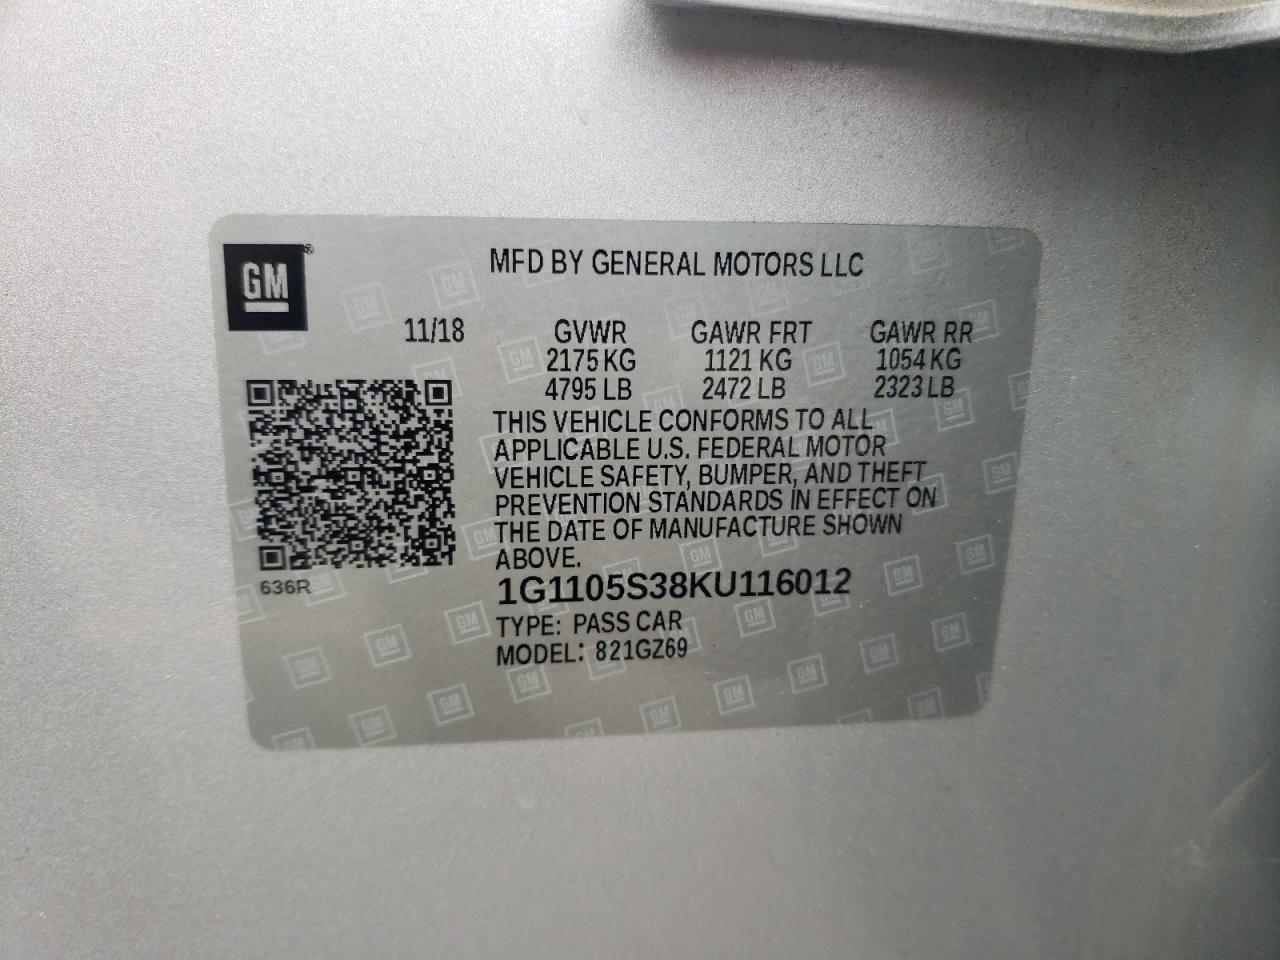 GM®
MFD BY GENERAL MOTORS LLC
11/18 GVWR GAWR FRT GAWR RR
2175 KG 1121 KG 1054 KG
4795 LB 2472 LB 2323 LB
THIS VEHICLE CONFORMS TO ALL
APPLICABLE U.S. FEDERAL MOTOR
VEHICLE SAFETY, BUMPER, AND THEFT
PREVENTION STANDARDS IN EFFECT ON
THE DATE OF MANUFACTURE SHOWN
ABOVE.
636R
1G1105S38KU116012
TYPE: PASS CAR
MODEL: 821GZ69